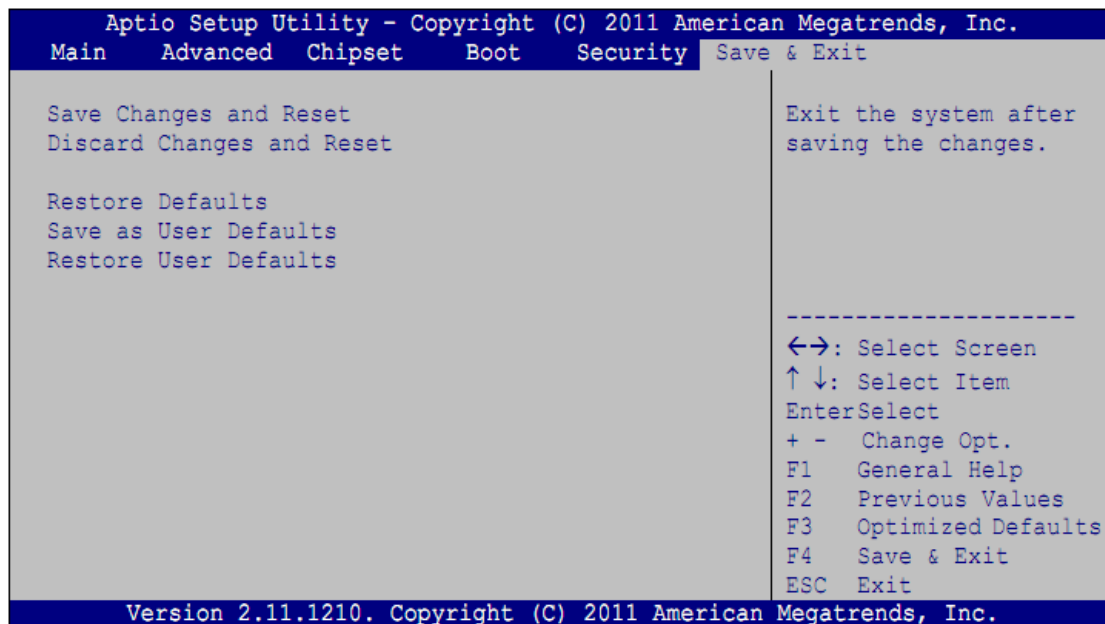 Aptio Setup Utility - Copyright (C) 2011 American Megatrends, Inc.
Main Advanced Chipset Boot Security Save & Exit
Save Changes and Reset
Discard Changes and Reset
Restore Defaults
Save as User Defaults
Restore User Defaults
Exit the system after
saving the changes.
----------------------
←→: Select Screen
↑ ↓: Select Item
EnterSelect
+ - Change Opt.
F1 General Help
F2 Previous Values
F3 Optimized Defaults
F4 Save & Exit
ESC Exit
Version 2.11.1210. Copyright (C) 2011 American Megatrends, Inc.